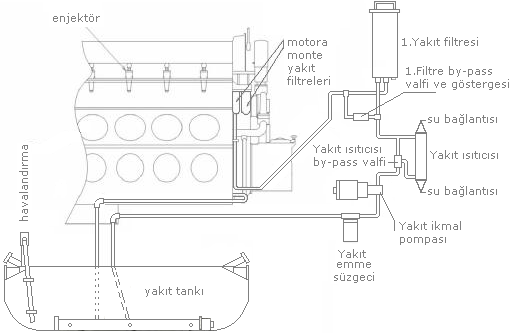 enjektör
motora
monte
yakıt
filtreleri
1.Yakıt filtresi
1.Filtre by-pass
valfi ve göstergesi
su bağlantısı
Yakıt ısıtıcısı
by-pass valfi
Yakıt ısıtıcısı
su bağlantısı
havalandırma
Yakıt ikmal
pompası
Yakıt
emme
süzgeci
yakıt tankı